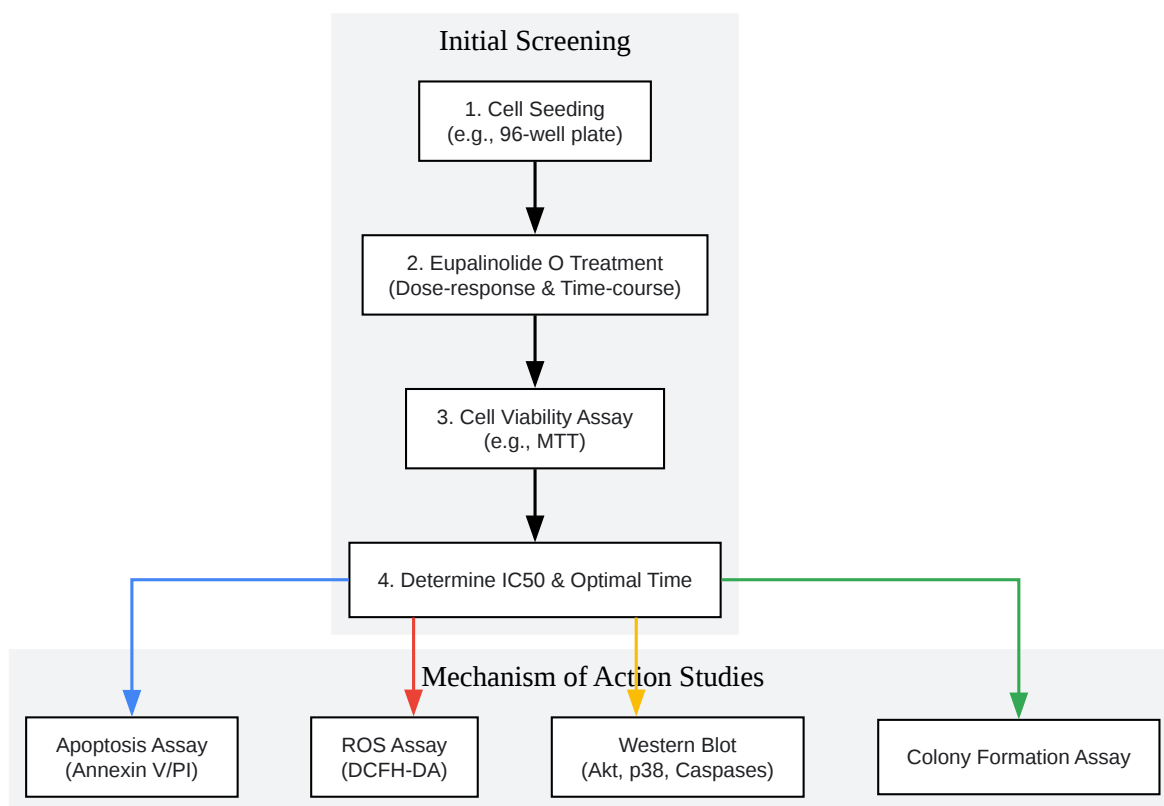 Initial Screening
1. Cell Seeding
(e.g., 96-well plate)
2. Eupalinolide O Treatment
(Dose-response & Time-course)
3. Cell Viability Assay
(e.g., MTT)
4. Determine IC50 & Optimal Time
Mechanism of Action Studies
Apoptosis Assay
(Annexin V/PI)
ROS Assay
(DCFH-DA)
Western Blot
(Akt, p38, Caspases)
Colony Formation Assay